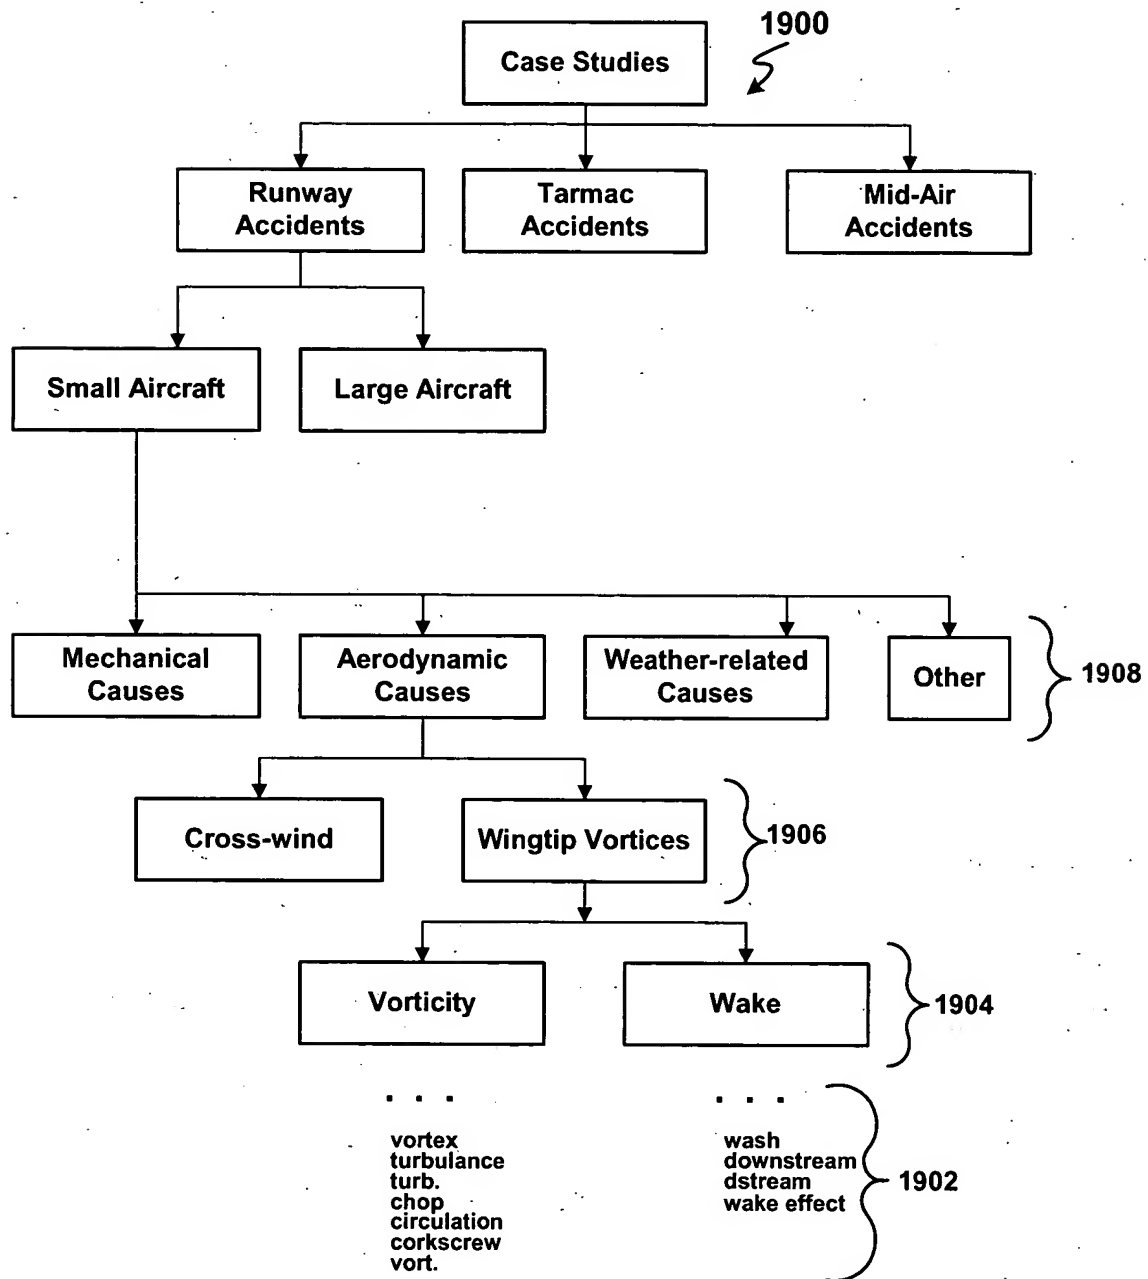 1900
Case Studies
Runway
Accidents
Tarmac
Accidents
Mid-Air
Accidents
Small Aircraft
Large Aircraft
Mechanical
Causes
Aerodynamic
Causes
Weather-related
Causes
Other
1908
Cross-wind
Wingtip Vortices
1906
Vorticity
Wake
1904
. . .
. . .
vortex
turbulance
turb.
chop
circulation
corkscrew
vort.
wash
downstream
dstream
wake effect
1902